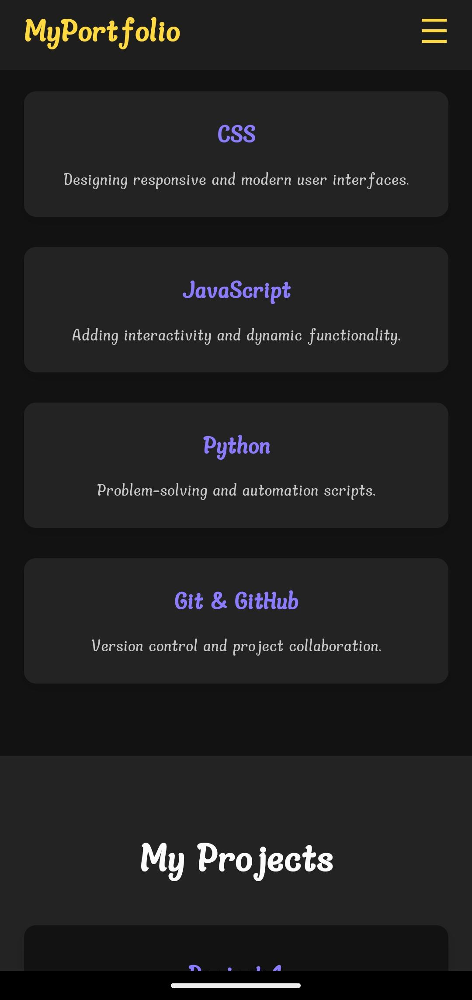 MyPortfolio
CSS
Designing responsive and modern user interfaces.
JavaScript
Adding interactivity and dynamic functionality.
Python
Problem-solving and automation scripts.
Git & GitHub
Version control and project collaboration.
My Projects